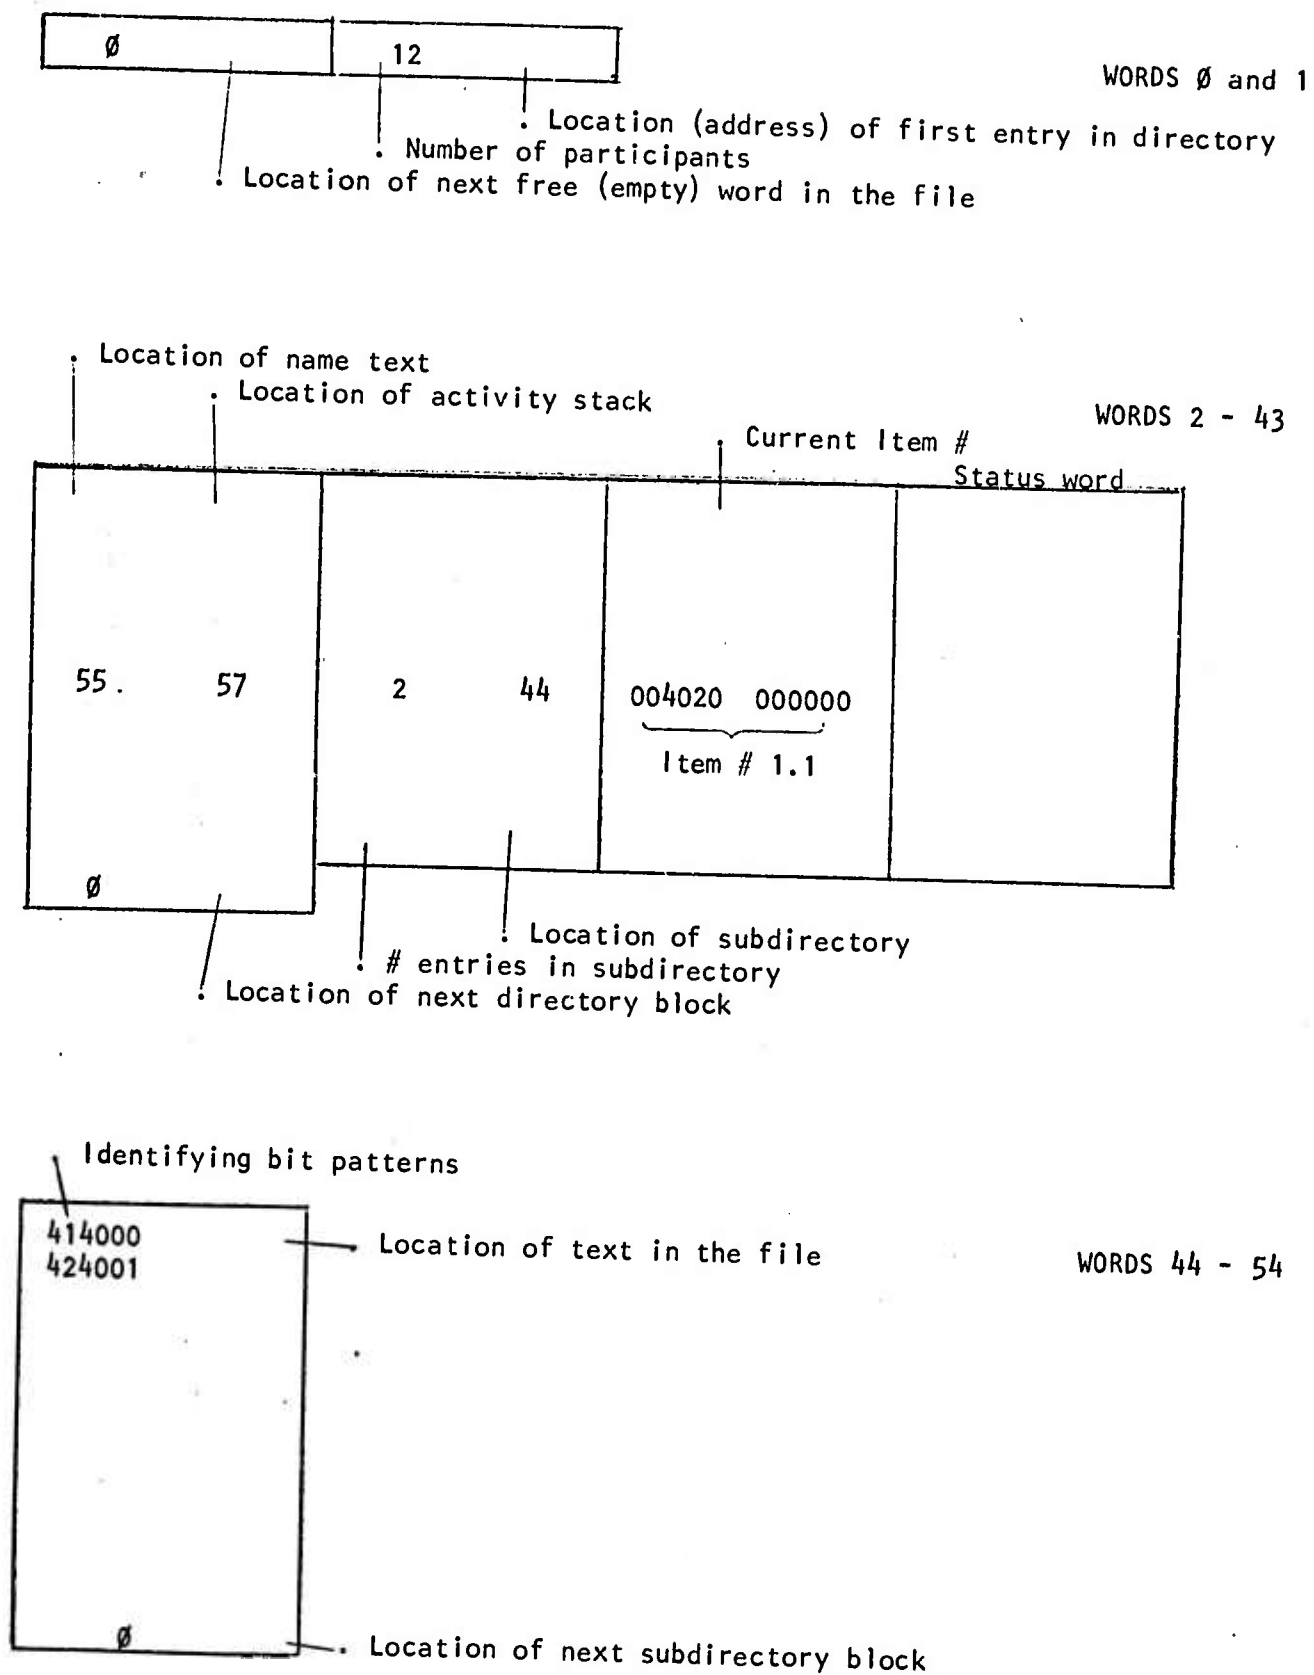 Ø 12
WORDS Ø and 1
Location (address) of first entry in directory
Number of participants
Location of next free (empty) word in the file
Location of name text
Location of activity stack
WORDS 2 - 43
Current Item #
Status word
55. 57 2 44 004020 000000
Item # 1.1
Ø
Location of subdirectory
# entries in subdirectory
Location of next directory block
Identifying bit patterns
414000
Location of text in the file
424001
WORDS 44 - 54
Ø
Location of next subdirectory block